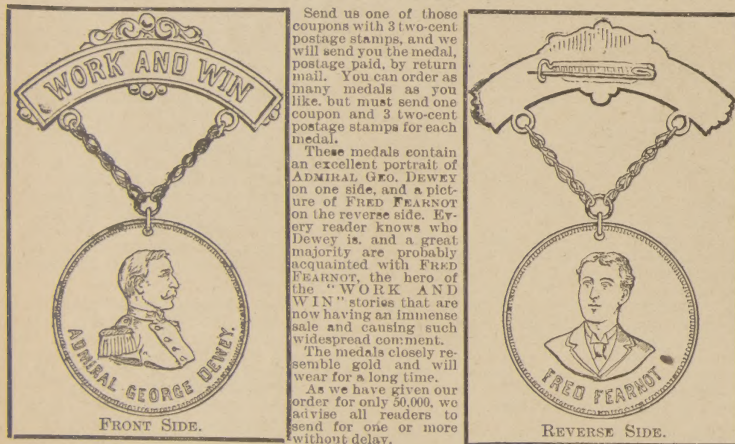 WORK AND WIN
ADMIRAL GEORGE DEWEY.
FRONT SIDE.
Send us one of those
coupons with 3 two-cent
postage stamps, and we
will send you the medal,
postage paid, by return
mail. You can order as
many medals as you
like, but must send one
coupon and 3 two-cent
postage stamps for each
medal.
These medals contain
an excellent portrait of
ADMIRAL GEO. DEWEY
on one side, and a pict-
ure of FRED FEARNOT
on the reverse side. Ev-
ery reader knows who
Dewey is, and a great
majority are probably
acquainted with FRED
FEARNOT, the hero of
the "WORK AND
WIN" stories that are
now having an immense
sale and causing such
widespread comment.
The medals closely re-
semble gold and will
wear for a long time.
As we have given our
order for only 50,000, we
advise all readers to
send for one or more
without delay.
FRED FEARNOT
REVERSE SIDE.